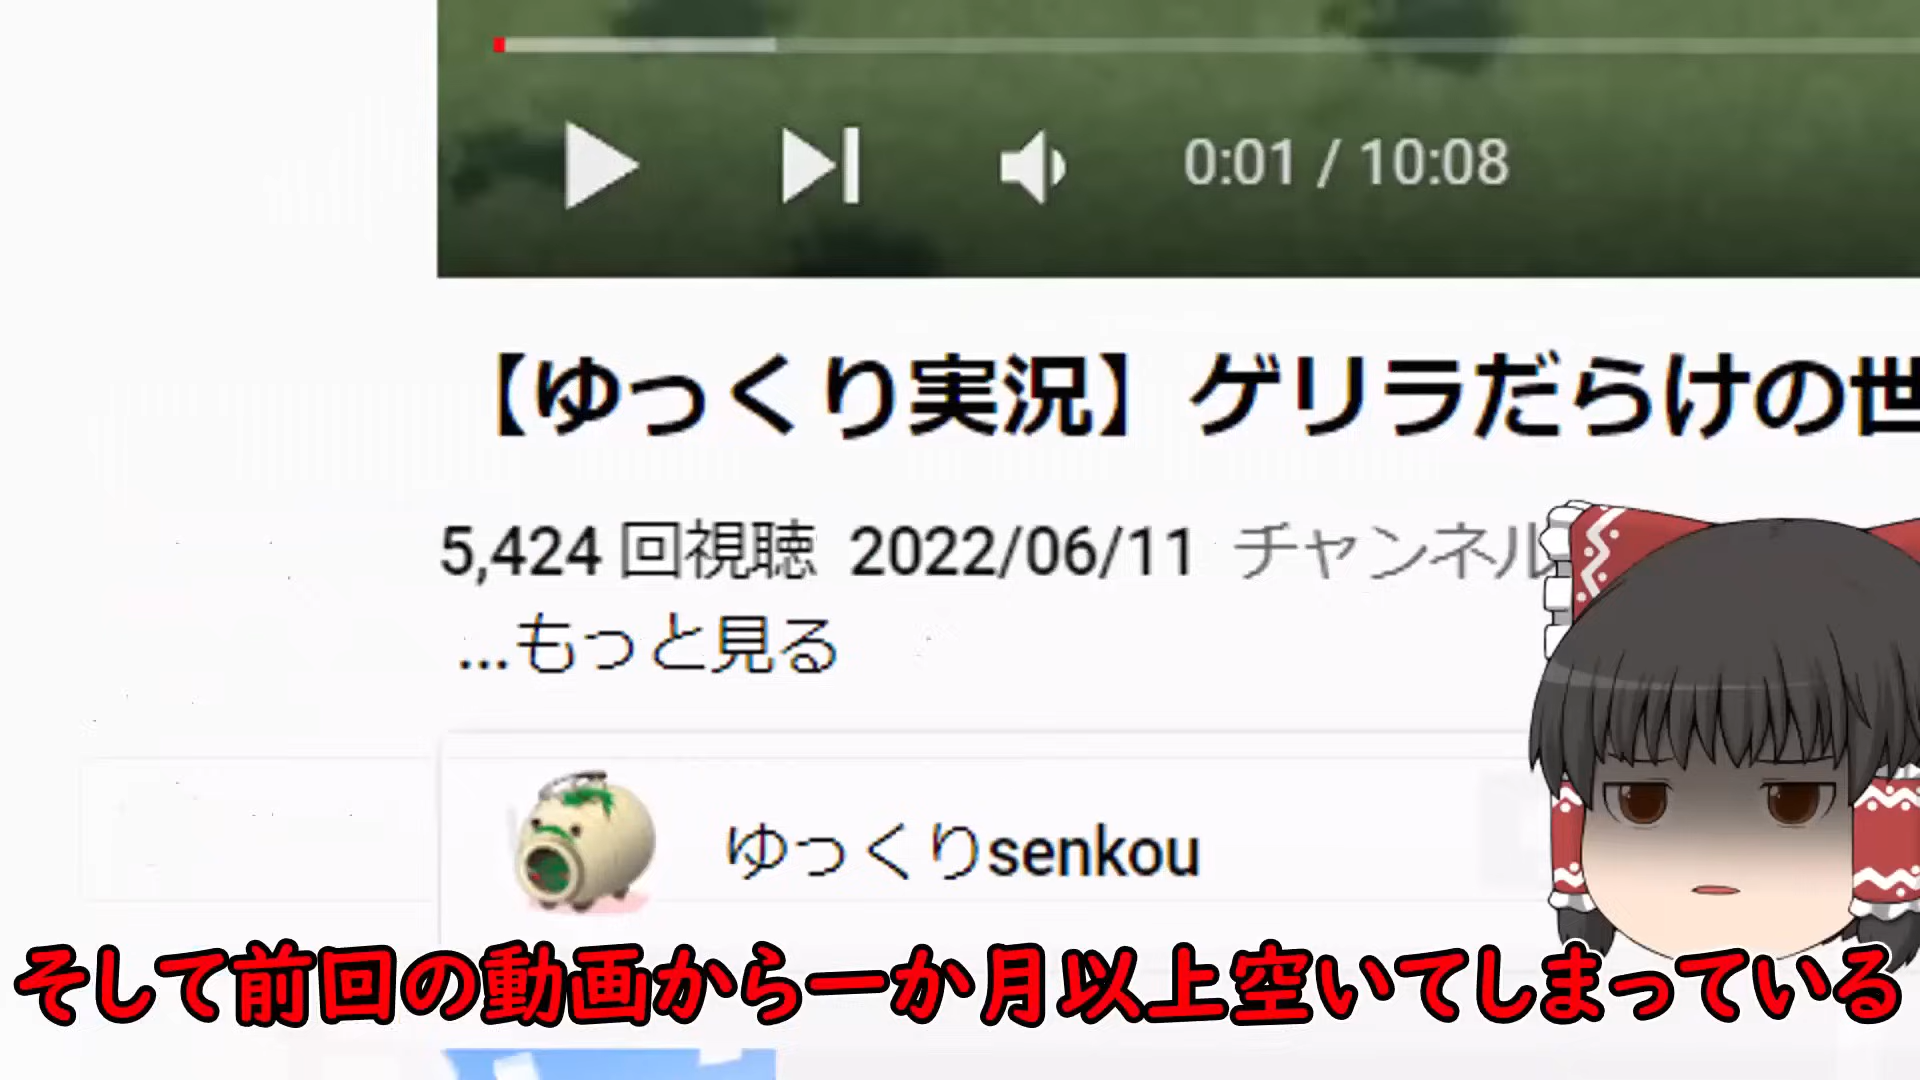 0:01 / 10:08
【ゆっくり実況】ゲリラだらけの世
5,424 回視聴 2022/06/11 チャンネル
...もっと見る
ゆっくりsenkou
そして前回の動画から一か月以上空いてしまっている